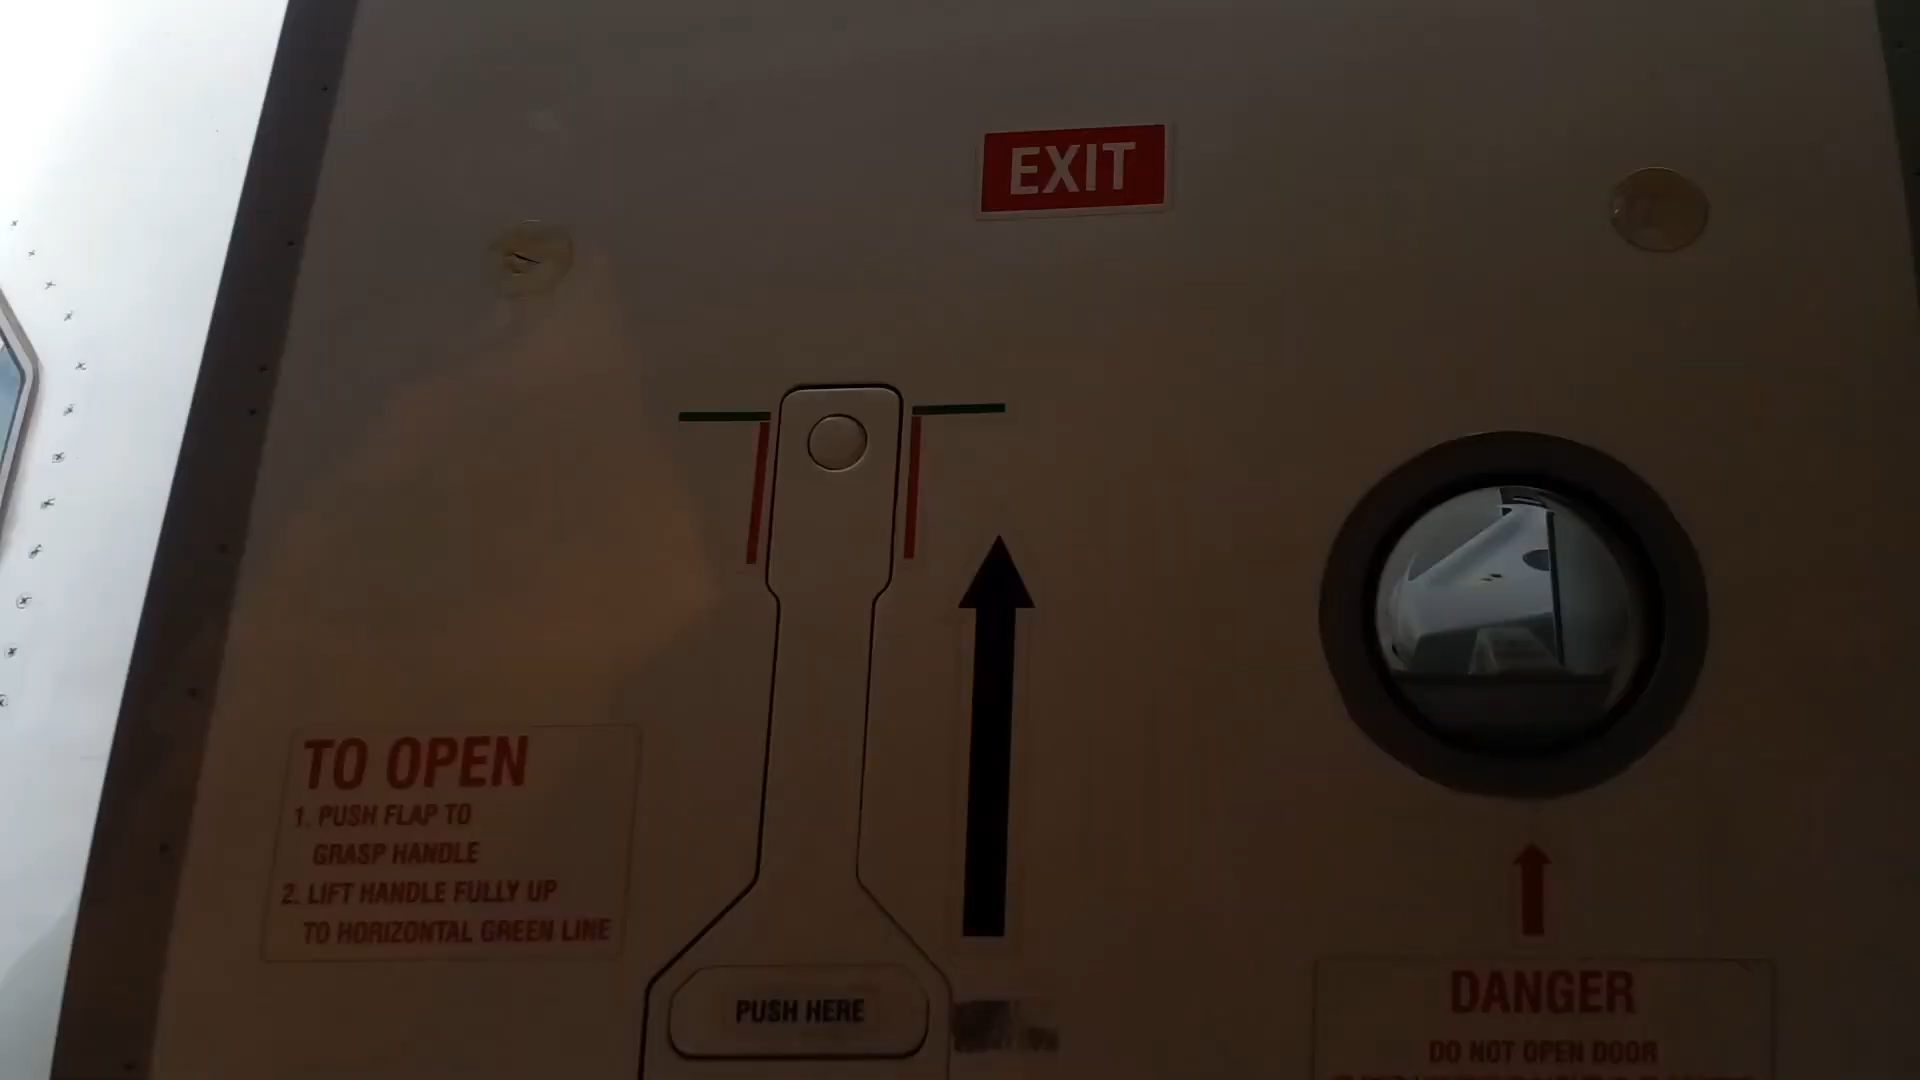 EXIT
TO OPEN
1. PUSH FLAP TO
GRASP HANDLE
2. LIFT HANDLE FULLY UP
TO HORIZONTAL GREEN LINE
PUSH HERE
DANGER
DO NOT OPEN DOOR